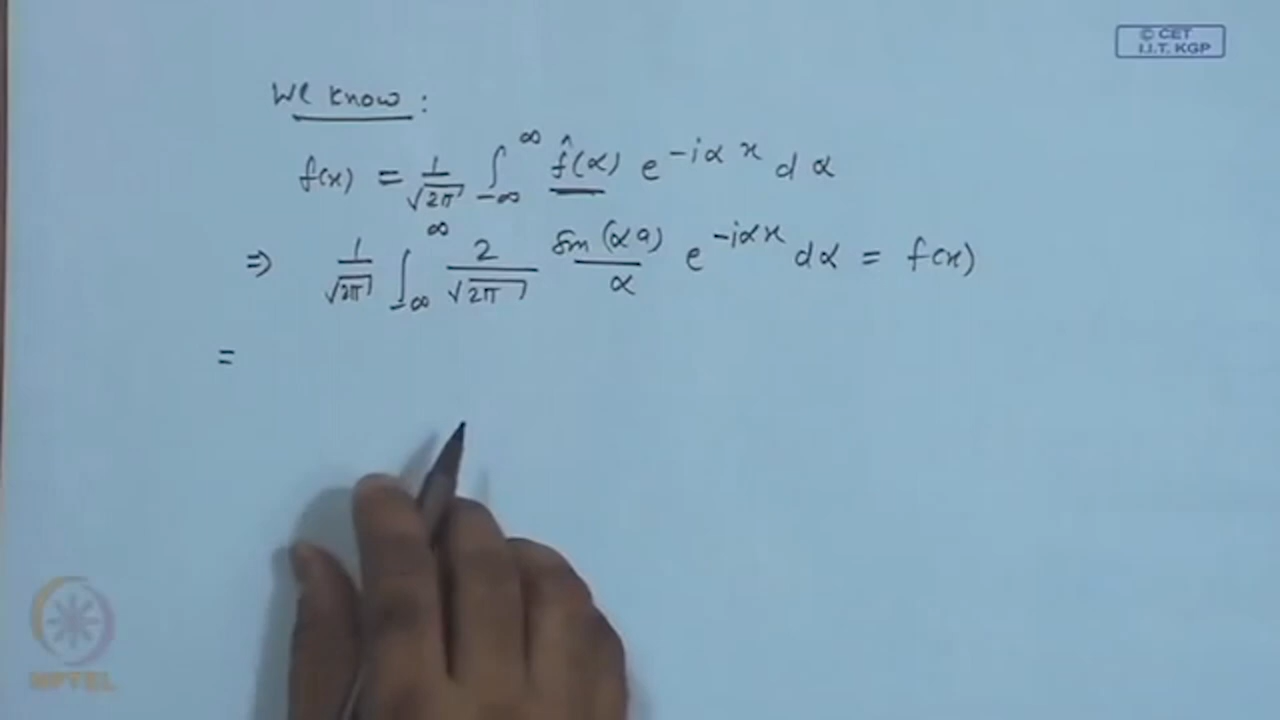 © CET
I.I.T. KGP
We know :
f(x) = 1/√2π ∫_{-∞}^{∞} f̂(α) e^{-iαx} dα
⇒ 1/√2π ∫_{-∞}^{∞} 2/√2π sin(αa)/α e^{-iαx} dα = f(x)
=
NPTEL